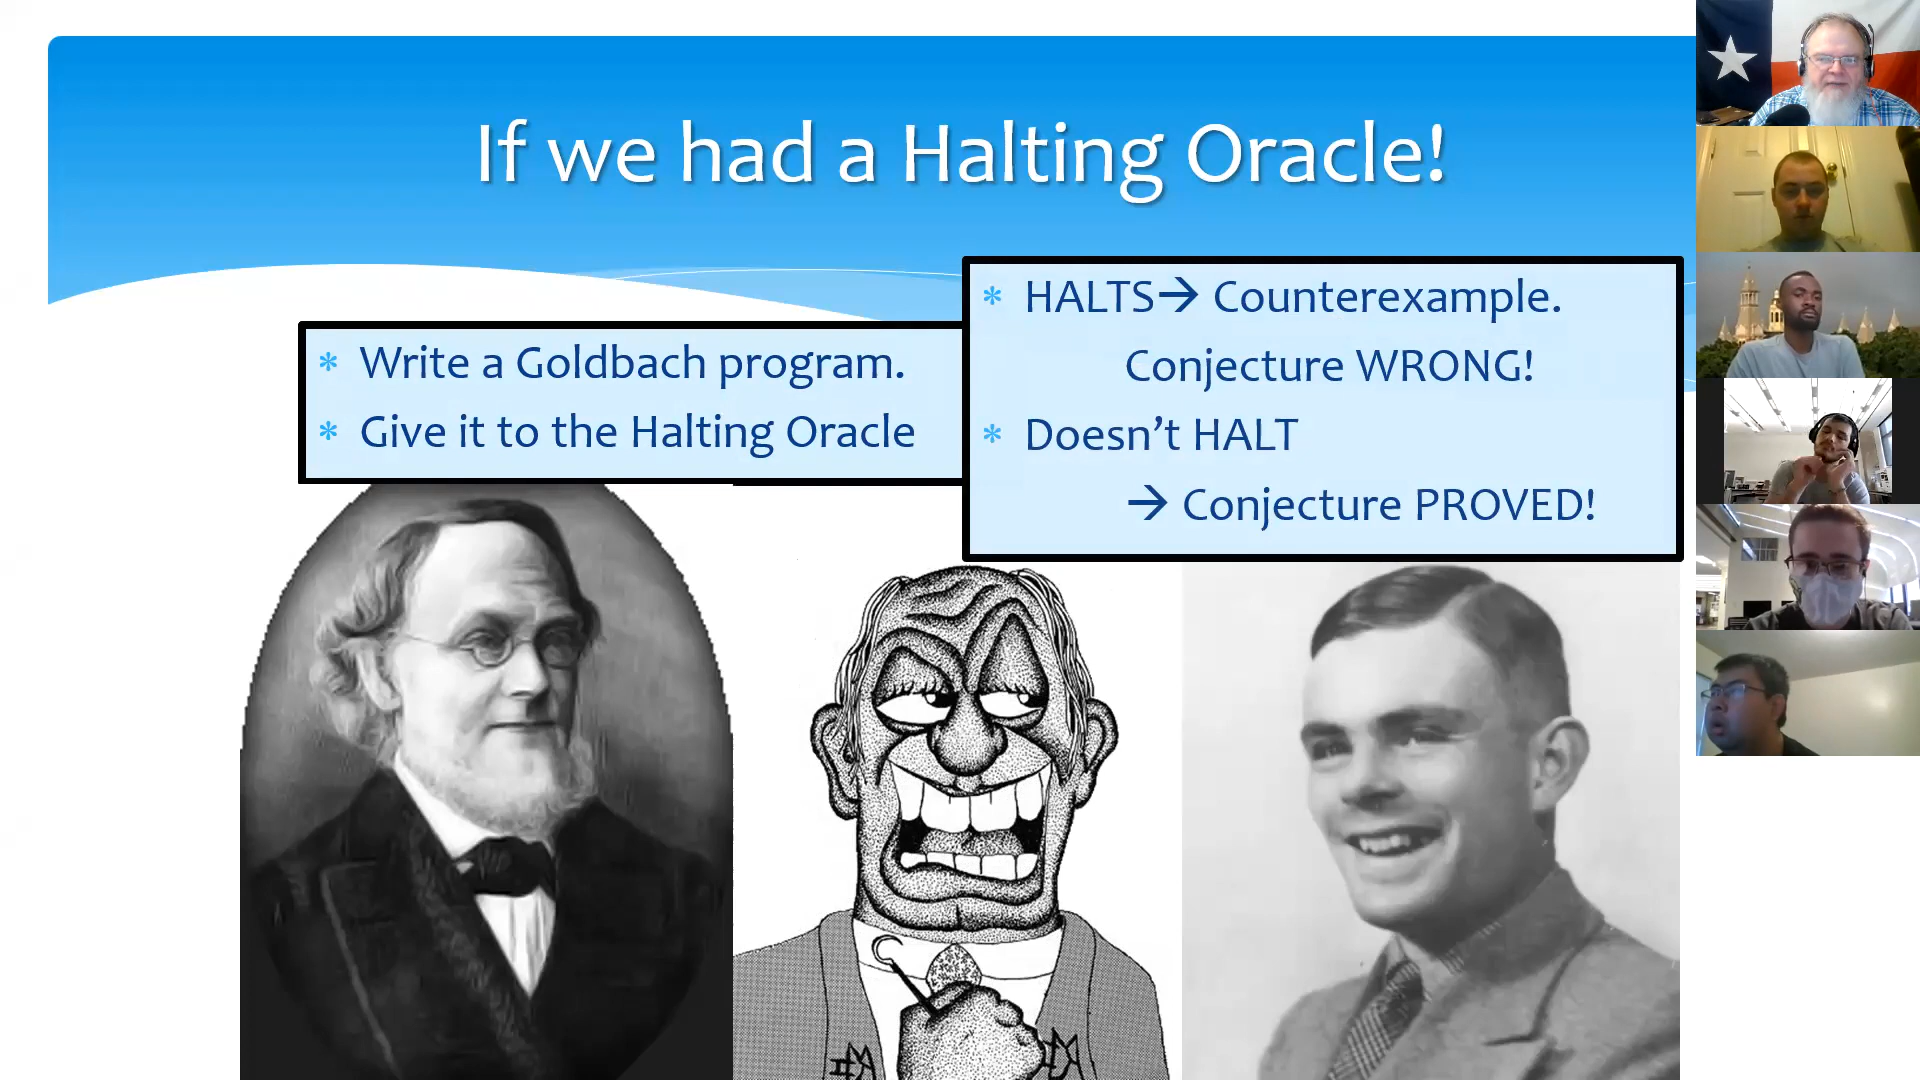 If we had a Halting Oracle!
* Write a Goldbach program.
* Give it to the Halting Oracle
* HALTS→ Counterexample.
Conjecture WRONG!
* Doesn’t HALT
→ Conjecture PROVED!